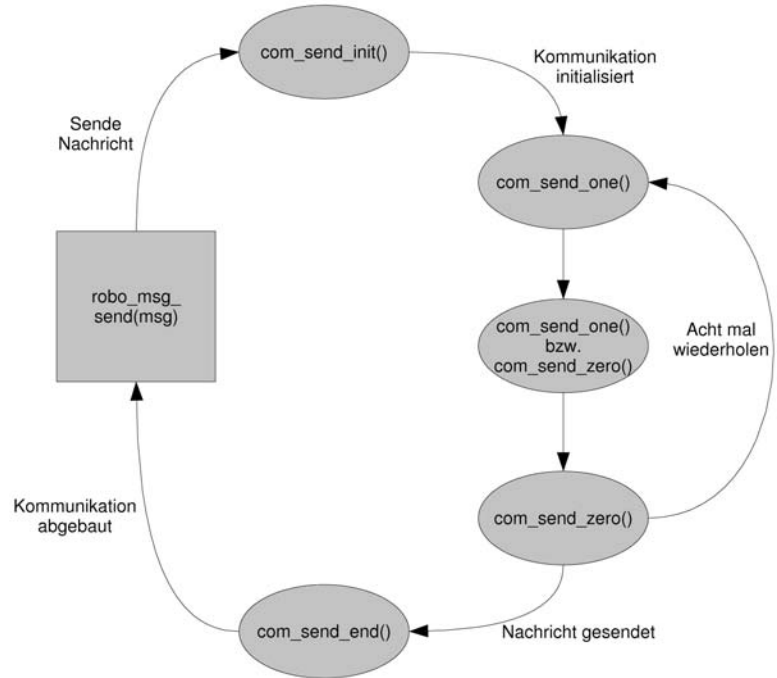 com_send_init()
Kommunikation
initialisiert
Sende
Nachricht
com_send_one()
robo_msg_
send(msg)
com_send_one()
bzw.
com_send_zero()
Acht mal
wiederholen
Kommunikation
abgebaut
com_send_zero()
com_send_end()
Nachricht gesendet